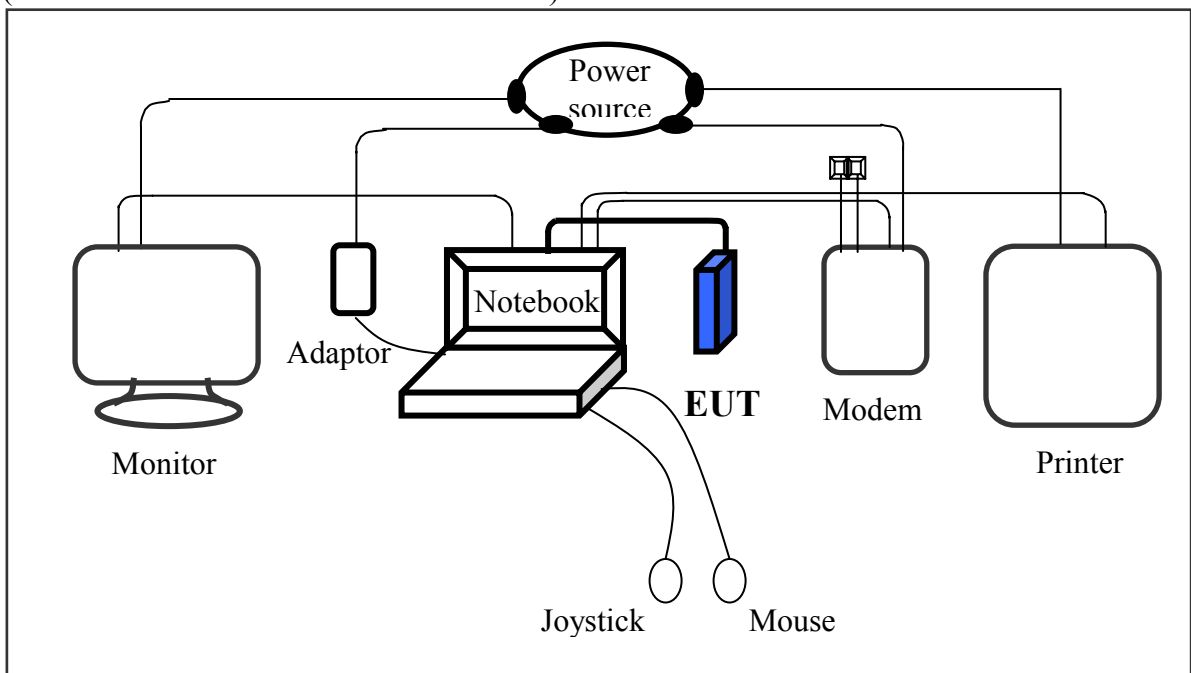 Power
source
Notebook
Adaptor
EUT
Modem
Monitor
Printer
Joystick
Mouse